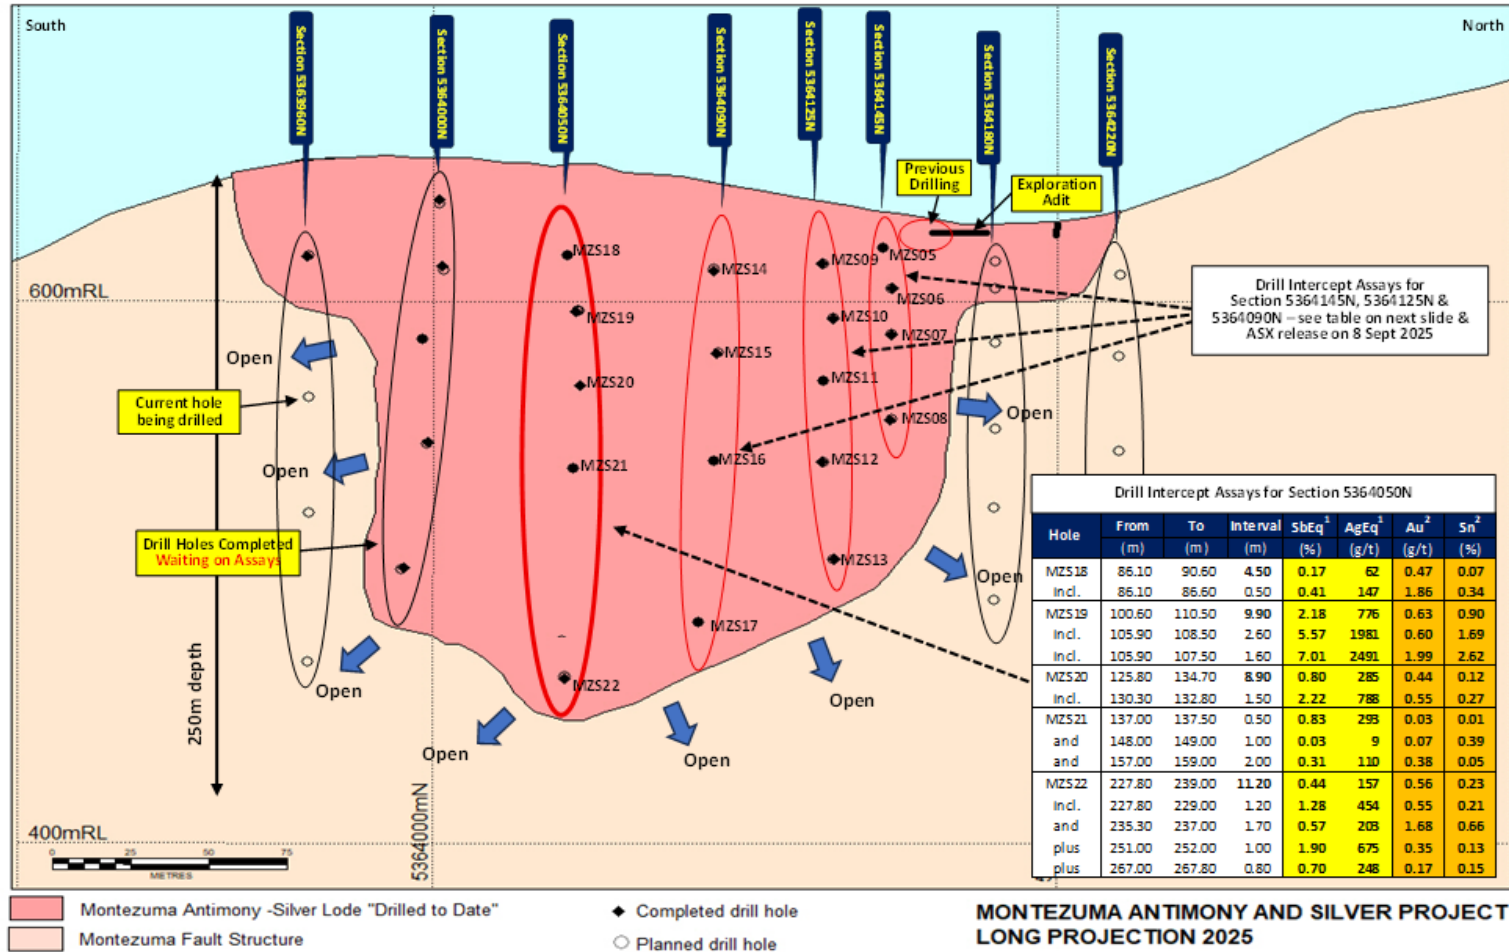 South
North
Section 5363960N
Section 5364000N
Section 5364050N
Section 5364090N
Section 5364125N
Section 5364145N
Section 5364180N
Section 5364220N
Previous
Drilling
Exploration
Adit
MZS18
MZS14
MZS09
MZS05
MZS06
600mRL
MZS19
MZS10
MZS07
Drill Intercept Assays for
Section 5364145N, 5364125N &
5364090N – see table on next slide &
ASX release on 8 Sept 2025
Open
MZS15
MZS20
MZS11
Current hole
being drilled
MZS08
Open
Open
MZS21
MZS16
MZS12
Drill Holes Completed
Waiting on Assays
MZS13
Open
MZS17
Open
MZS22
Open
250m depth
Open
Open
5364000mN
400mRL
0 25 50 75
METRES
Drill Intercept Assays for Section 5364050N
Hole From To Interval SbEq1 AgEq1 Au2 Sn2
(m) (m) (m) (%) (g/t) (g/t) (%)
MZS18 86.10 90.60 4.50 0.17 62 0.47 0.07
Incl. 86.10 86.60 0.50 0.41 147 1.86 0.34
MZS19 100.60 110.50 9.90 2.18 776 0.63 0.90
Incl. 105.90 108.50 2.60 5.57 1981 0.60 1.69
Incl. 105.90 107.50 1.60 7.01 2491 1.99 2.62
MZS20 125.80 134.70 8.90 0.80 285 0.44 0.12
Incl. 130.30 132.80 1.50 2.22 788 0.55 0.27
MZS21 137.00 137.50 0.50 0.83 293 0.03 0.01
and 148.00 149.00 1.00 0.03 9 0.07 0.39
and 157.00 159.00 2.00 0.31 110 0.38 0.05
MZS22 227.80 239.00 11.20 0.44 157 0.56 0.23
Incl. 227.80 229.00 1.20 1.28 454 0.55 0.21
and 235.30 237.00 1.70 0.57 203 1.68 0.66
plus 251.00 252.00 1.00 1.90 675 0.35 0.13
plus 267.00 267.80 0.80 0.70 248 0.17 0.15
Montezuma Antimony -Silver Lode "Drilled to Date"
Montezuma Fault Structure
Completed drill hole
Planned drill hole
MONTEZUMA ANTIMONY AND SILVER PROJECT
LONG PROJECTION 2025